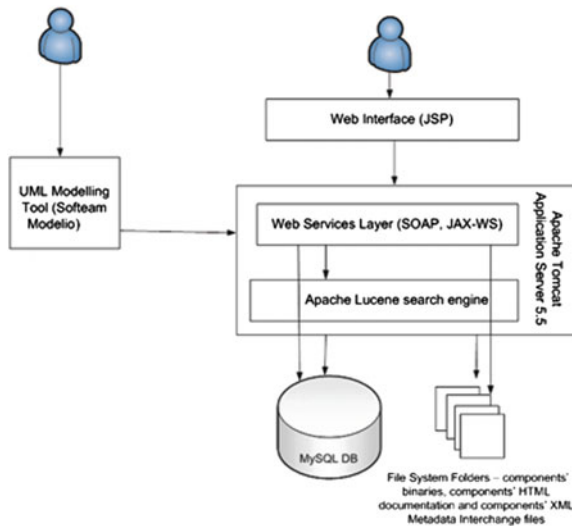 Web Interface (JSP)
UML Modelling
Tool (Softeam
Modelio)
Web Services Layer (SOAP, JAX-WS)
Apache Lucene search engine
Apache Tomcat
Application Server 5.5
MySQL DB
File System Folders – components'
binaries, components' HTML
documentation and components' XML
Metadata Interchange files